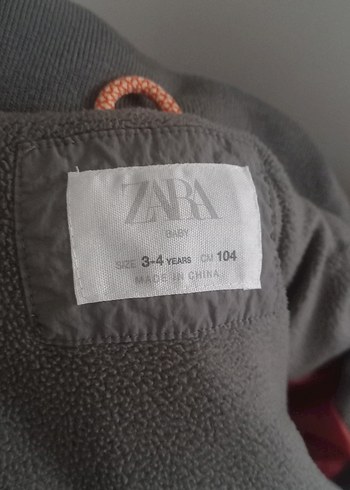 ZARA
BABY
SIZE 3-4 YEARS CM 104
MADE IN CHINA